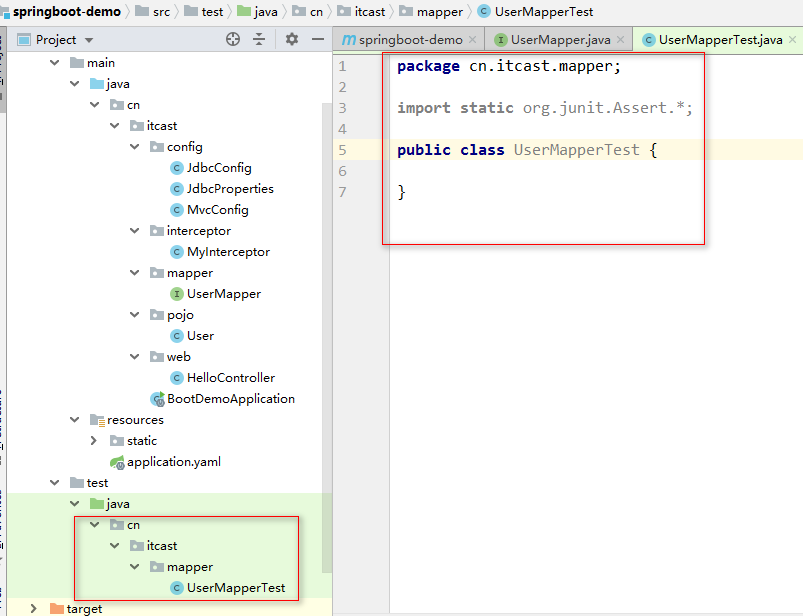 springboot-demo src test java cn itcast mapper UserMapperTest
Project
springboot-demo UserMapper.java UserMapperTest.java
main
java
cn
itcast
config
JdbcConfig
JdbcProperties
MvcConfig
interceptor
MyInterceptor
mapper
UserMapper
pojo
User
web
HelloController
BootDemoApplication
resources
static
application.yaml
test
java
cn
itcast
mapper
UserMapperTest
target
1 package cn.itcast.mapper;
2
3 import static org.junit.Assert.*;
4
5 public class UserMapperTest {
6
7 }